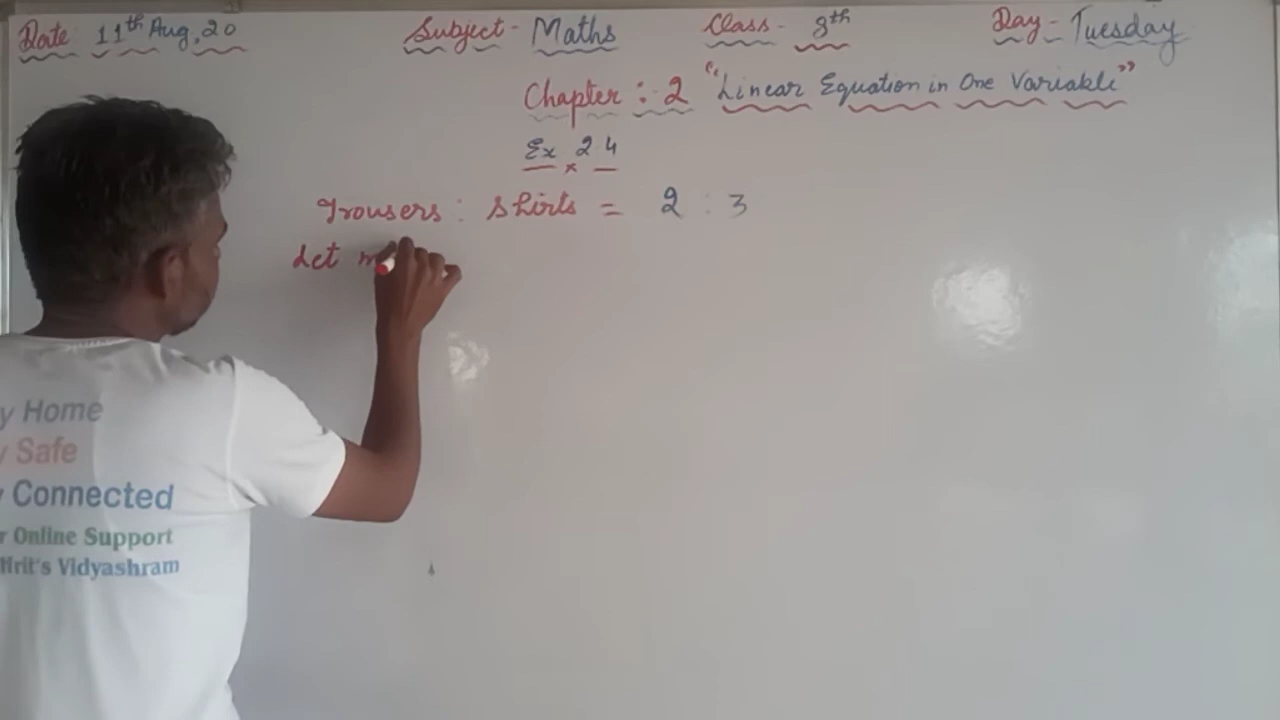 Date 11th Aug, 20 Subject - Maths Class - 8th Day - Tuesday
Chapter : 2 "Linear Equation in One Variable"
Ex 2 4
Trousers : shirts = 2 : 3
Let
y Home
y Safe
y Connected
r Online Support
Hrit's Vidyashram